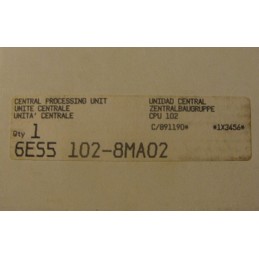 CENTRAL PROCESSING UNIT
UNITE CENTRALE
UNITA' CENTRALE
UNIDAD CENTRAL
ZENTRALBAUGRUPPE
CPU 102
C/891190* *1X3456*
Qty 1
6ES5 102-8MA02